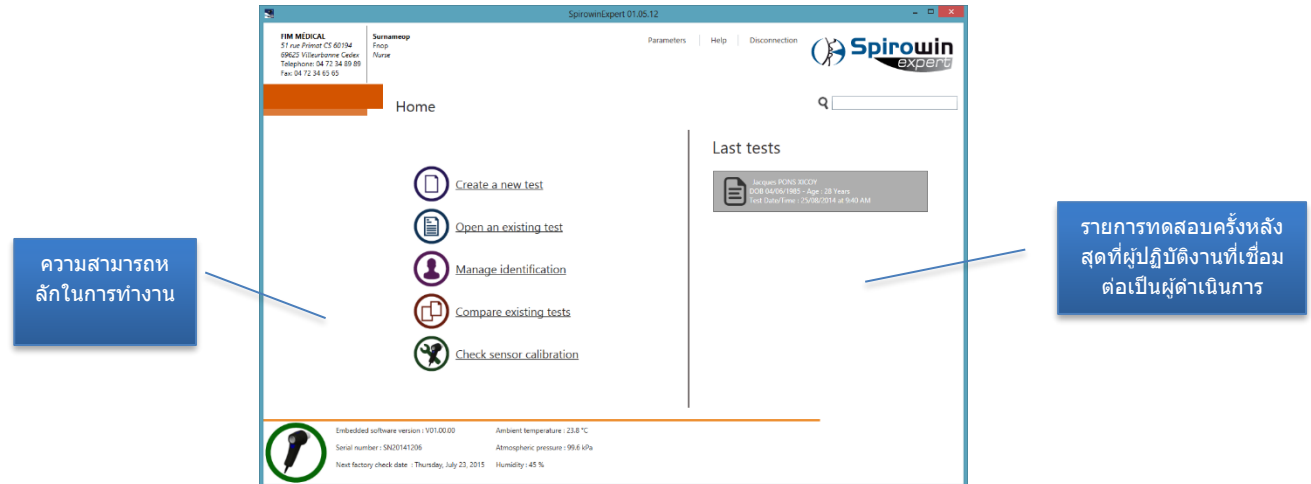 SpirowinExpert 01.05.12
FIM MÉDICAL
51 rue Primat CS 60194
69625 Villeurbanne Cedex
Telephone: 04 72 34 89 89
Fax: 04 72 34 65 65
Surnameop
Fnop
Nurse
Parameters
Help
Disconnection
Spirowin
expert
Home
Create a new test
Open an existing test
Manage identification
Compare existing tests
Check sensor calibration
Last tests
Jacques PONS XICOY
DOB 04/06/1985 - Age : 28 Years
Test Date/Time : 25/08/2014 at 9:40 AM
ความสามารถห
ลักในการทำงาน
รายการทดสอบครั้งหลัง
สุดที่ผู้ปฏิบัติงานที่เชื่อม
ต่อเป็นผู้ดำเนินการ
Embedded software version : V01.00.00
Serial number : SN20141206
Next factory check date : Thursday, July 23, 2015
Ambient temperature : 23.8 °C
Atmospheric pressure : 99.6 kPa
Humidity : 45 %